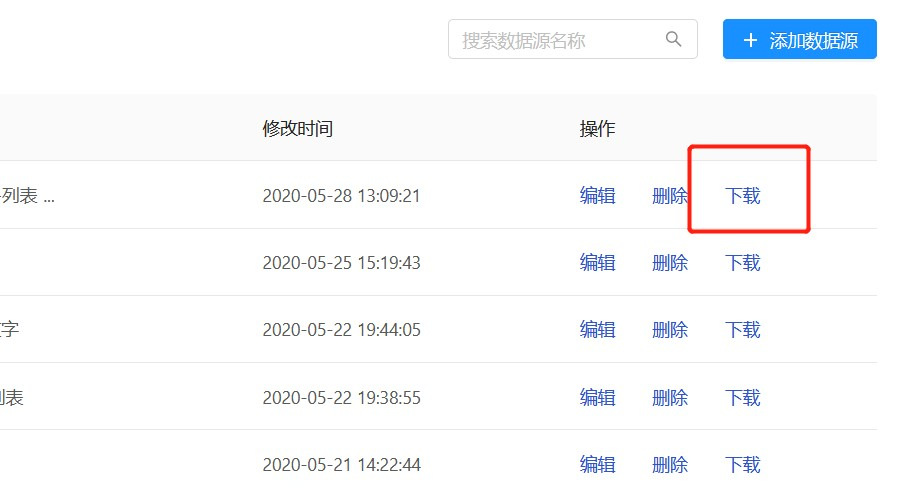 搜索数据源名称 + 添加数据源
修改时间 操作
列表 ... 2020-05-28 13:09:21 编辑 删除 下载
2020-05-25 15:19:43 编辑 删除 下载
字 2020-05-22 19:44:05 编辑 删除 下载
表 2020-05-22 19:38:55 编辑 删除 下载
2020-05-21 14:22:44 编辑 删除 下载